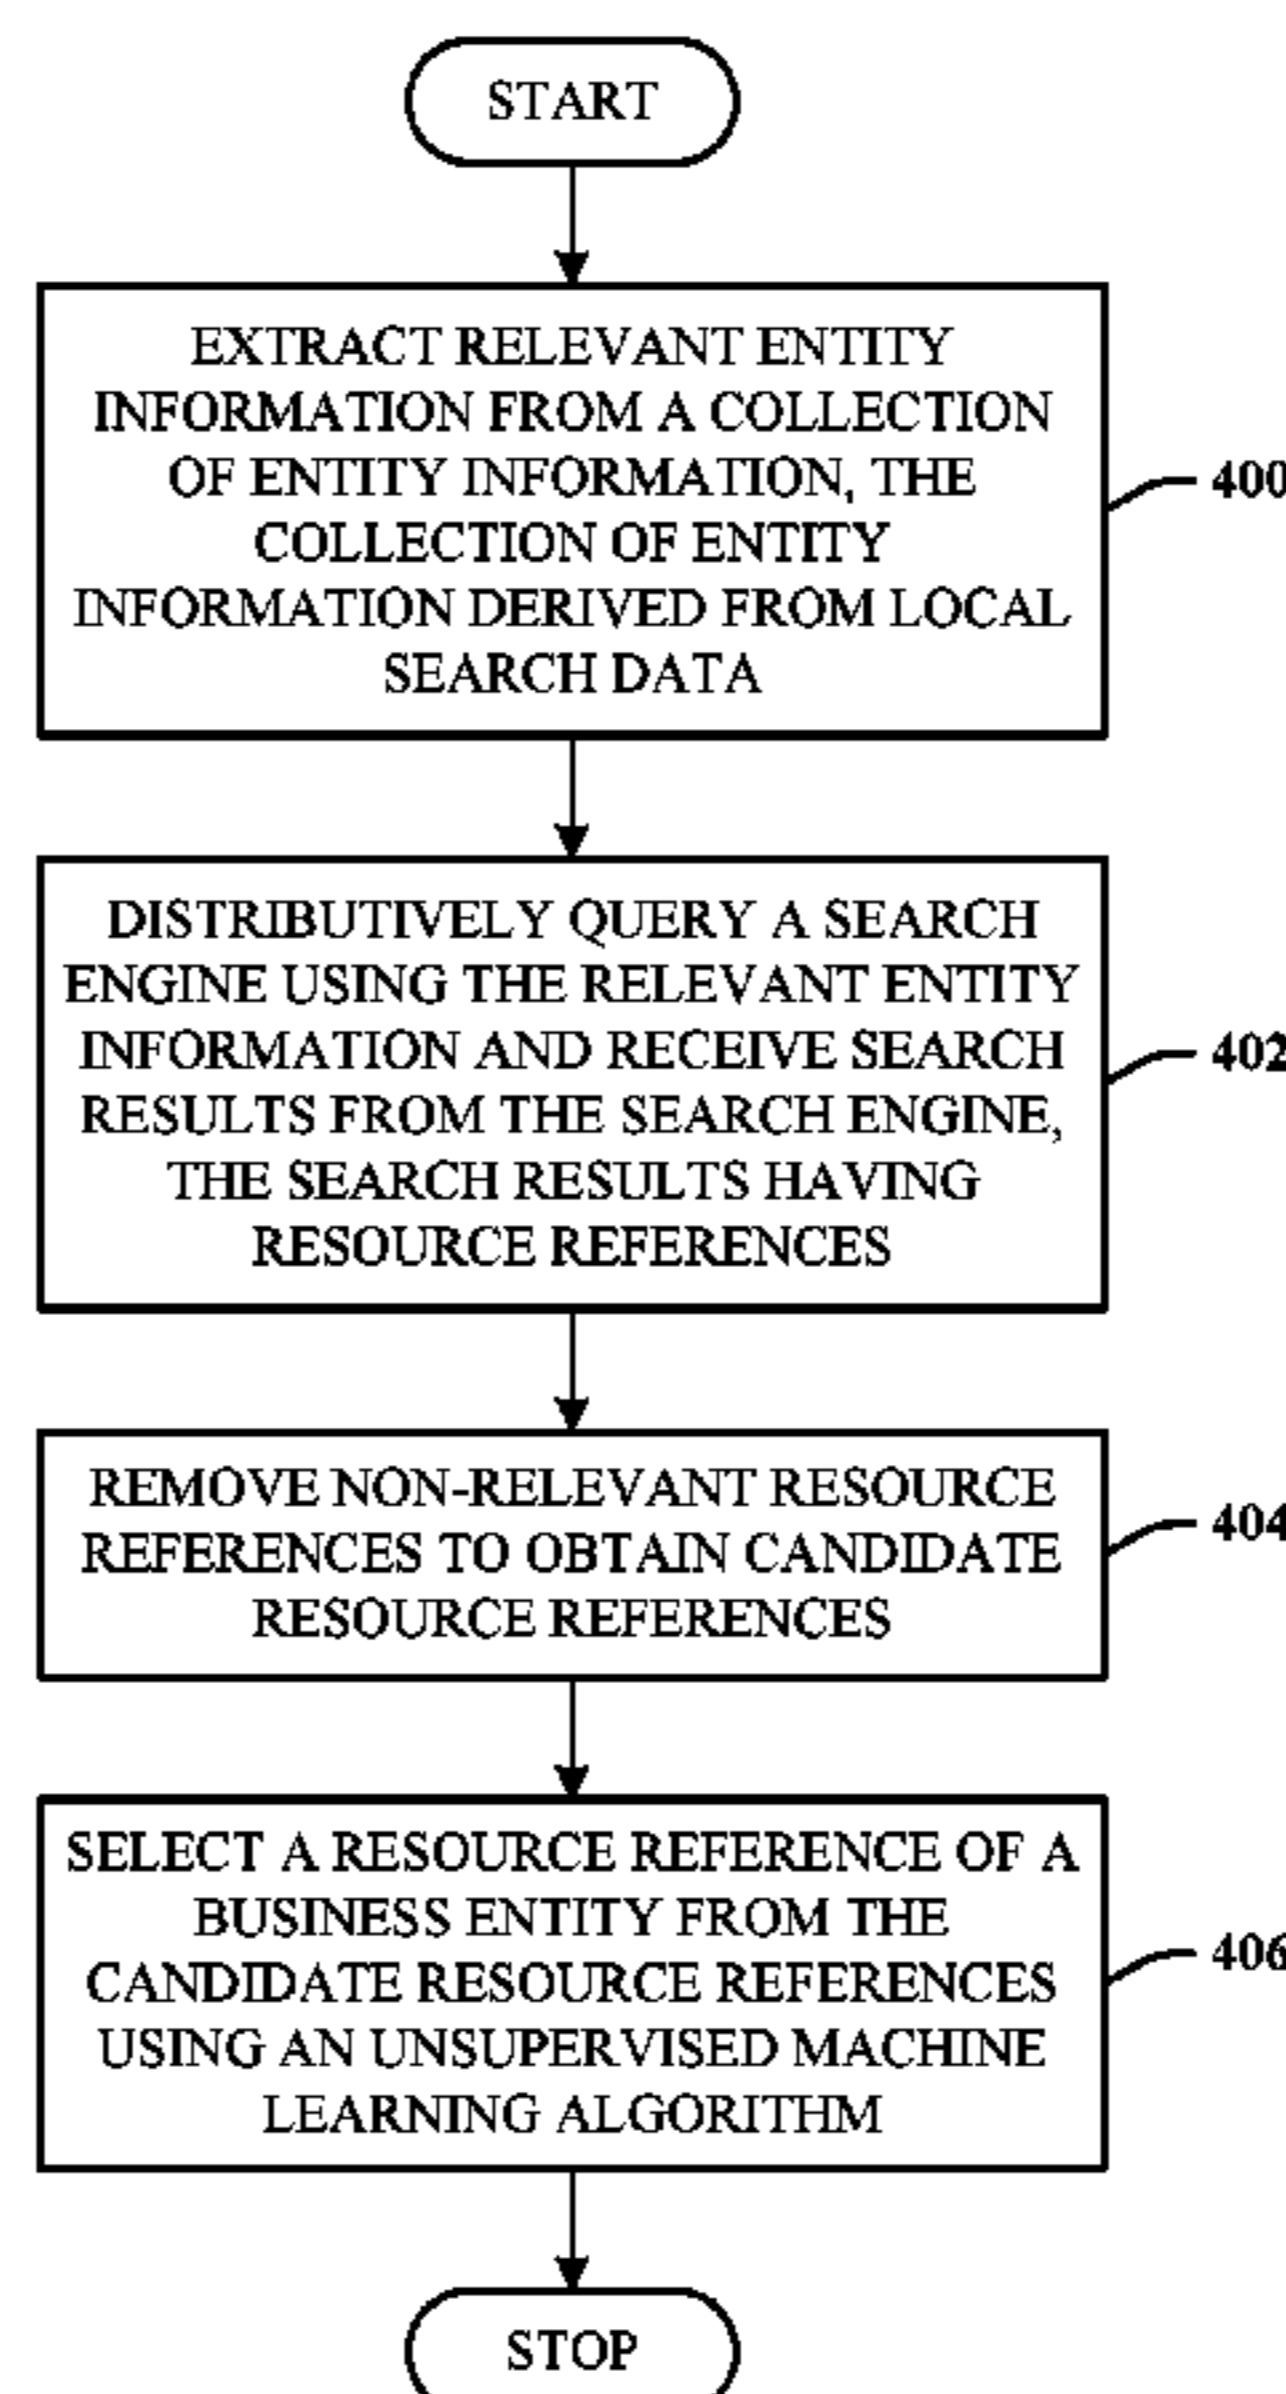 START
EXTRACT RELEVANT ENTITY
INFORMATION FROM A COLLECTION
OF ENTITY INFORMATION, THE
COLLECTION OF ENTITY
INFORMATION DERIVED FROM LOCAL
SEARCH DATA
400
DISTRIBUTIVELY QUERY A SEARCH
ENGINE USING THE RELEVANT ENTITY
INFORMATION AND RECEIVE SEARCH
RESULTS FROM THE SEARCH ENGINE,
THE SEARCH RESULTS HAVING
RESOURCE REFERENCES
402
REMOVE NON-RELEVANT RESOURCE
REFERENCES TO OBTAIN CANDIDATE
RESOURCE REFERENCES
404
SELECT A RESOURCE REFERENCE OF A
BUSINESS ENTITY FROM THE
CANDIDATE RESOURCE REFERENCES
USING AN UNSUPERVISED MACHINE
LEARNING ALGORITHM
406
STOP